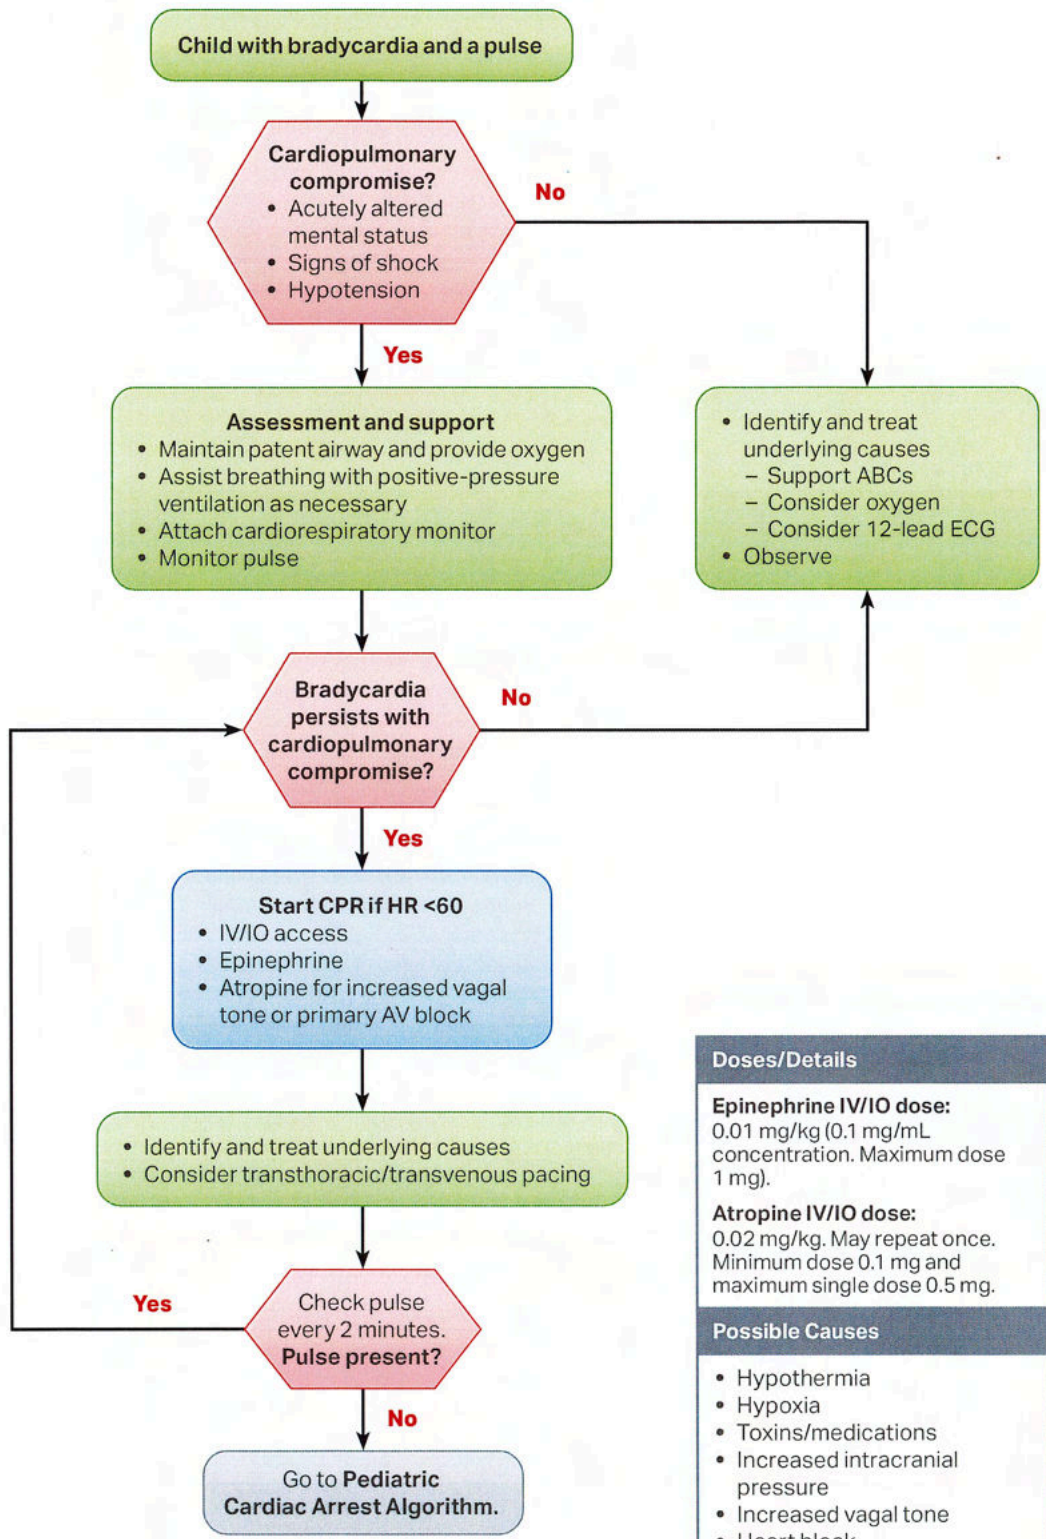 Child with bradycardia and a pulse
Cardiopulmonary
compromise?
• Acutely altered
mental status
• Signs of shock
• Hypotension
No
Yes
Assessment and support
• Maintain patent airway and provide oxygen
• Assist breathing with positive-pressure
ventilation as necessary
• Attach cardiorespiratory monitor
• Monitor pulse
• Identify and treat
underlying causes
– Support ABCs
– Consider oxygen
– Consider 12-lead ECG
• Observe
Bradycardia
persists with
cardiopulmonary
compromise?
No
Yes
Start CPR if HR <60
• IV/IO access
• Epinephrine
• Atropine for increased vagal
tone or primary AV block
• Identify and treat underlying causes
• Consider transthoracic/transvenous pacing
Check pulse
every 2 minutes.
Pulse present?
Yes
No
Go to Pediatric
Cardiac Arrest Algorithm.
Doses/Details
Epinephrine IV/IO dose:
0.01 mg/kg (0.1 mg/mL
concentration. Maximum dose
1 mg).
Atropine IV/IO dose:
0.02 mg/kg. May repeat once.
Minimum dose 0.1 mg and
maximum single dose 0.5 mg.
Possible Causes
• Hypothermia
• Hypoxia
• Toxins/medications
• Increased intracranial
pressure
• Increased vagal tone
• Heart block